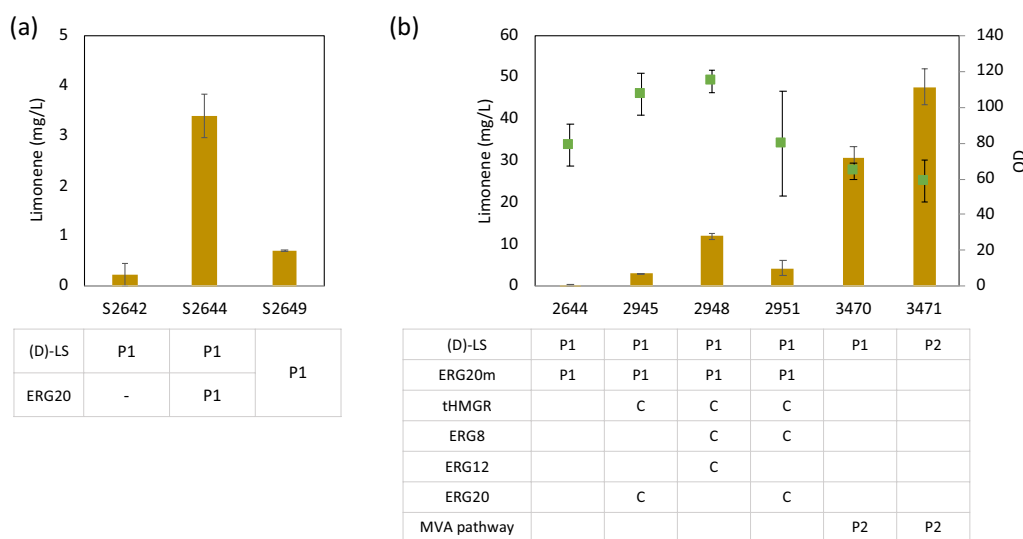 (a)
Limonene (mg/L)
5
4
3
2
1
0
S2642 S2644 S2649
(D)-LS P1 P1 P1
ERG20 - P1
(b)
Limonene (mg/L)
60
50
40
30
20
10
0
140
120
100
80
60
40
20
0
OD
2644 2945 2948 2951 3470 3471
(D)-LS P1 P1 P1 P1 P1 P2
ERG20m P1 P1 P1 P1
tHMGR C C C
ERG8 C C
ERG12 C
ERG20 C C
MVA pathway P2 P2